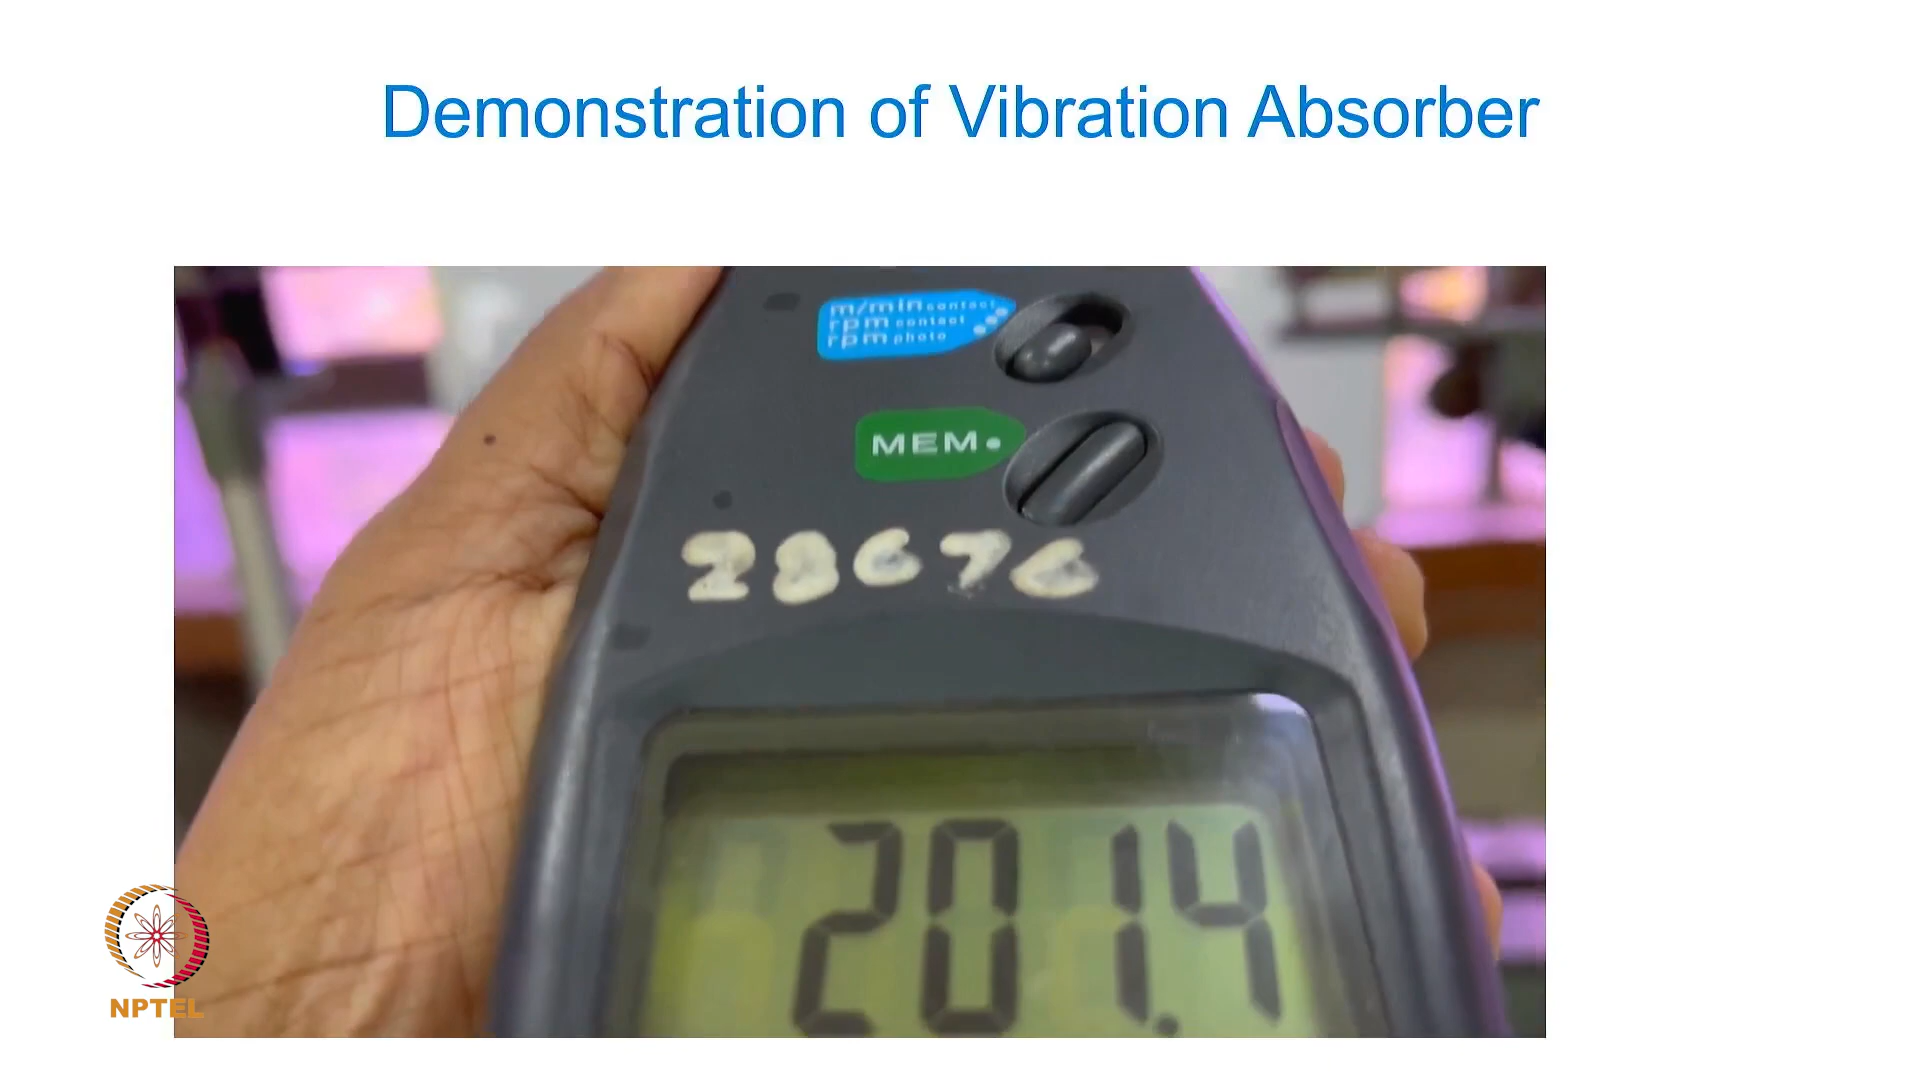 Demonstration of Vibration Absorber
m/min contact
rpm contact
rpm photo
MEM.
28676
201.4
NPTEL